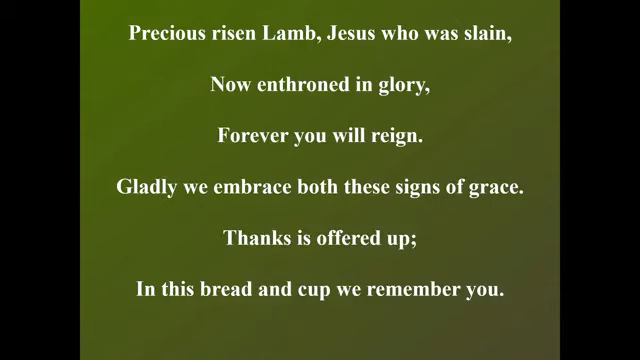 Precious risen Lamb, Jesus who was slain,
Now enthroned in glory,
Forever you will reign.
Gladly we embrace both these signs of grace.
Thanks is offered up;
In this bread and cup we remember you.